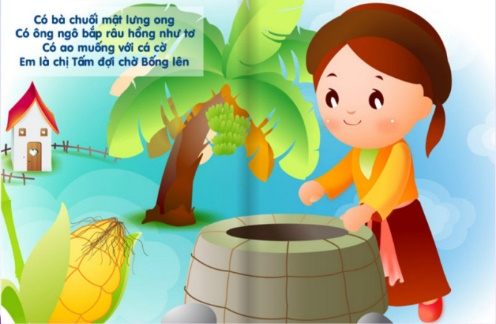 Có bà chuối mật lưng ong
Có ông ngô bắp râu hồng như tơ
Có ao muống với cá cờ
Em là chị Tấm đợi chờ Bống lên